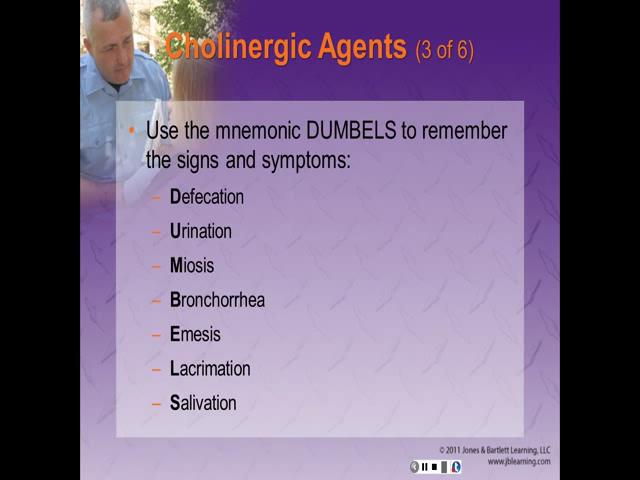 Cholinergic Agents (3 of 6)
• Use the mnemonic DUMBELS to remember
the signs and symptoms:
– Defecation
– Urination
– Miosis
– Bronchorrhea
– Emesis
– Lacrimation
– Salivation
© 2011 Jones & Bartlett Learning, LLC
www.jblearning.com